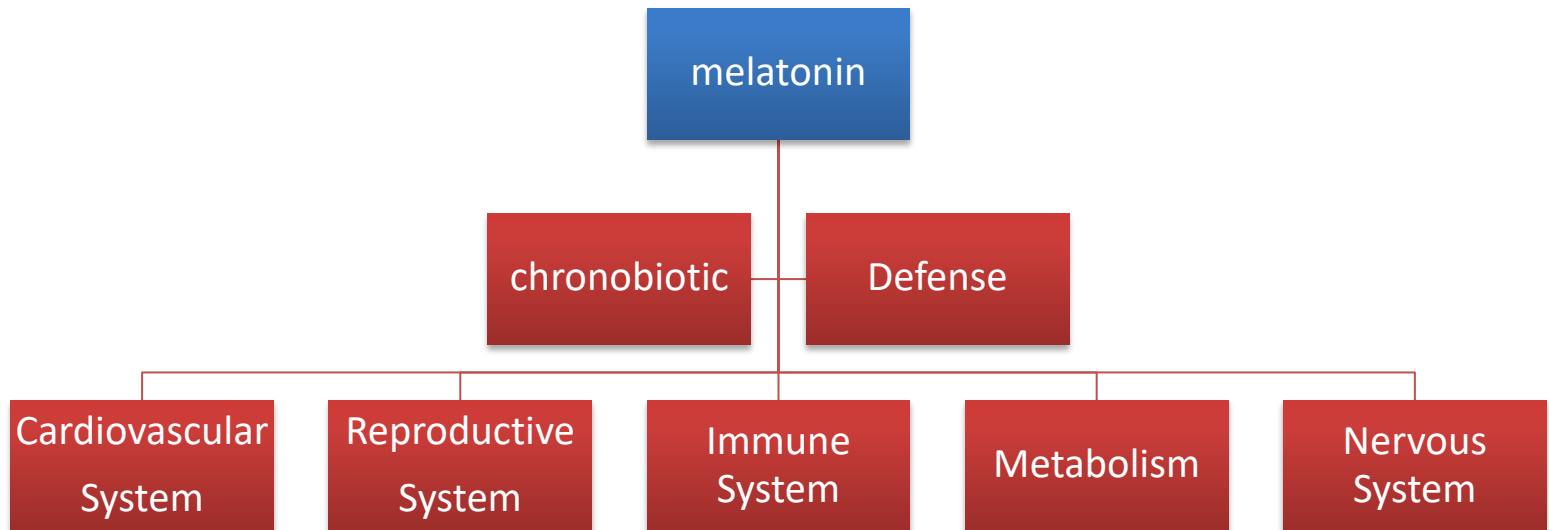 melatonin
chronobiotic
Defense
Cardiovascular
System
Reproductive
System
Immune
System
Metabolism
Nervous
System